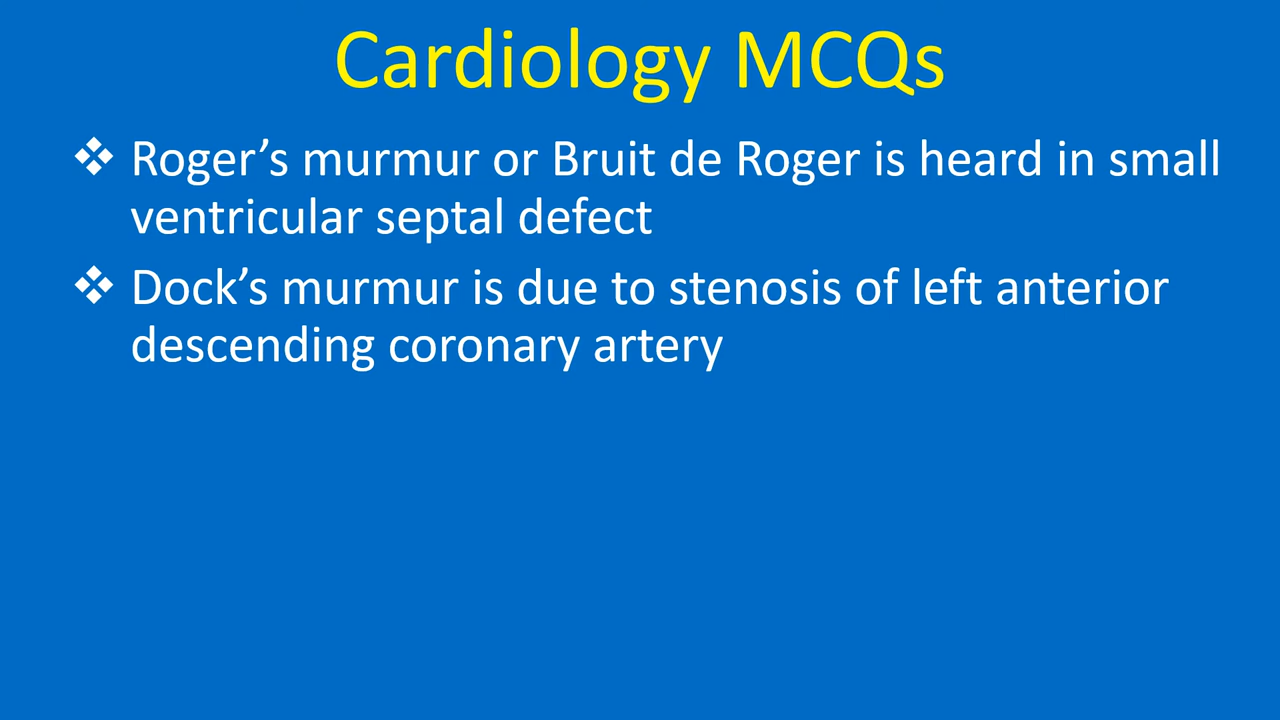 Cardiology MCQs
❖ Roger’s murmur or Bruit de Roger is heard in small
ventricular septal defect
❖ Dock’s murmur is due to stenosis of left anterior
descending coronary artery